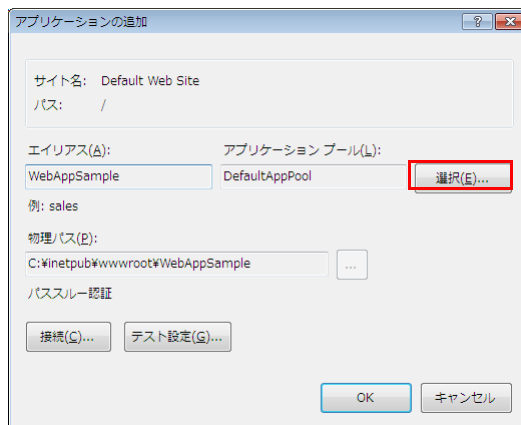 アプリケーションの追加
サイト名: Default Web Site
パス: /
エイリアス(A): アプリケーション プール(L):
WebAppSample DefaultAppPool 選択(E)...
例: sales
物理パス(P):
C:¥inetpub¥wwwroot¥WebAppSample ...
パススルー認証
接続(C)... テスト設定(G)...
OK キャンセル